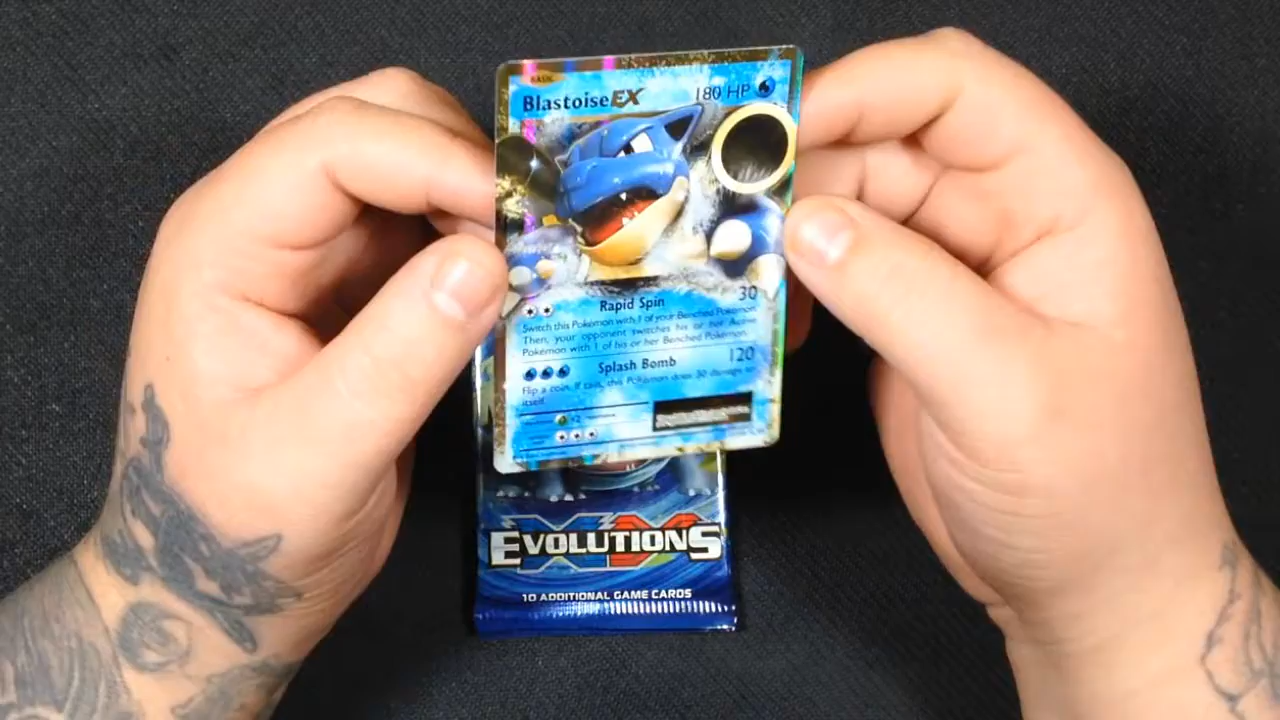 BASIC
BlastoiseEX 180 HP
Rapid Spin 30
Switch this Pokémon with 1 of your Benched Pokémon.
Then, your opponent switches his or her Active
Pokémon with 1 of his or her Benched Pokémon.
Splash Bomb 120
Flip a coin. If tails, this Pokémon does 30 damage to
itself.
×2
XY
EVOLUTIONS
10 ADDITIONAL GAME CARDS